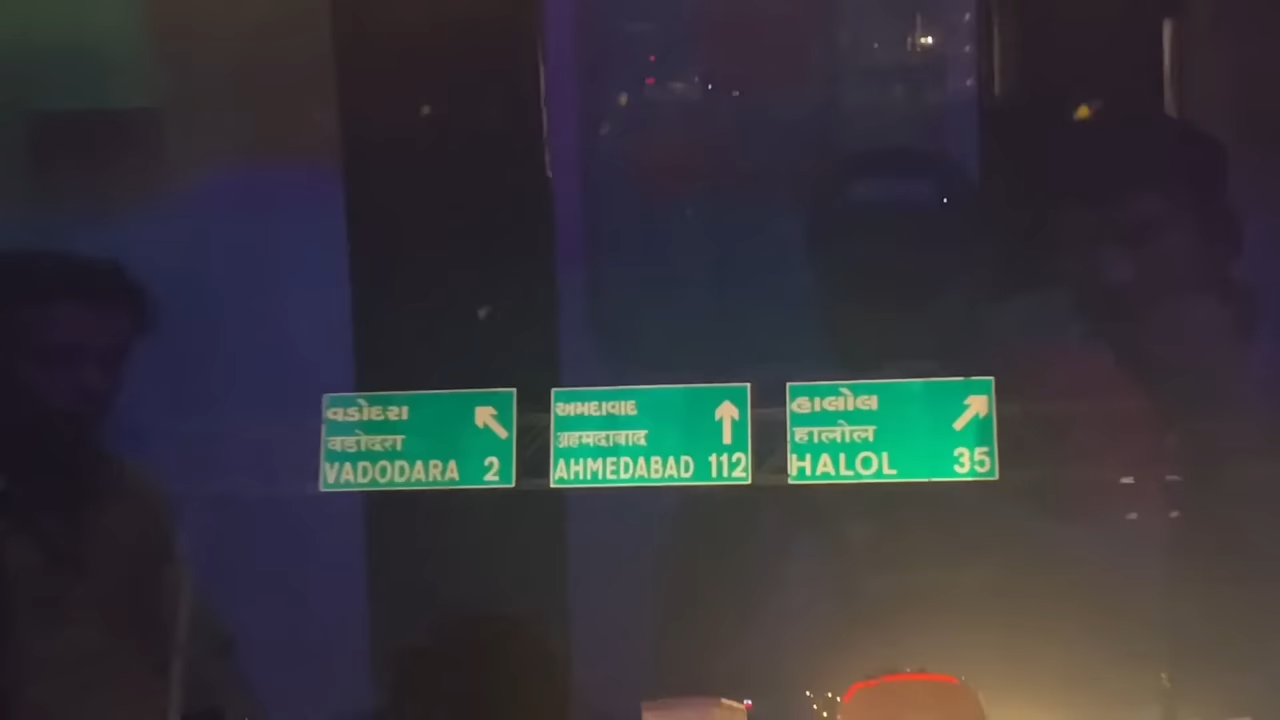 વડોદરા
वडोदरा
VADODARA 2
અમદાવાદ
अहमदाबाद
AHMEDABAD 112
હાલોલ
हालोल
HALOL 35